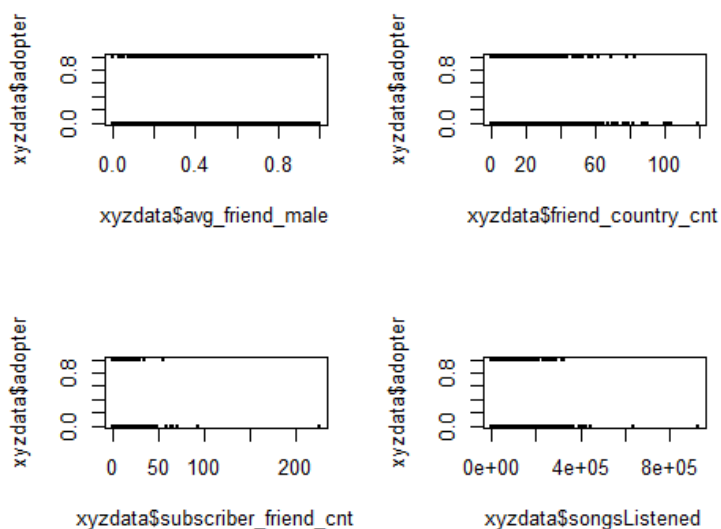 xyzdata$adopter
0.8
0.0
0.0 0.4 0.8
xyzdata$avg_friend_male
xyzdata$adopter
0.8
0.0
0 20 60 100
xyzdata$friend_country_cnt
xyzdata$adopter
0.8
0.0
0 50 100 200
xyzdata$subscriber_friend_cnt
xyzdata$adopter
0.8
0.0
0e+00 4e+05 8e+05
xyzdata$songsListened